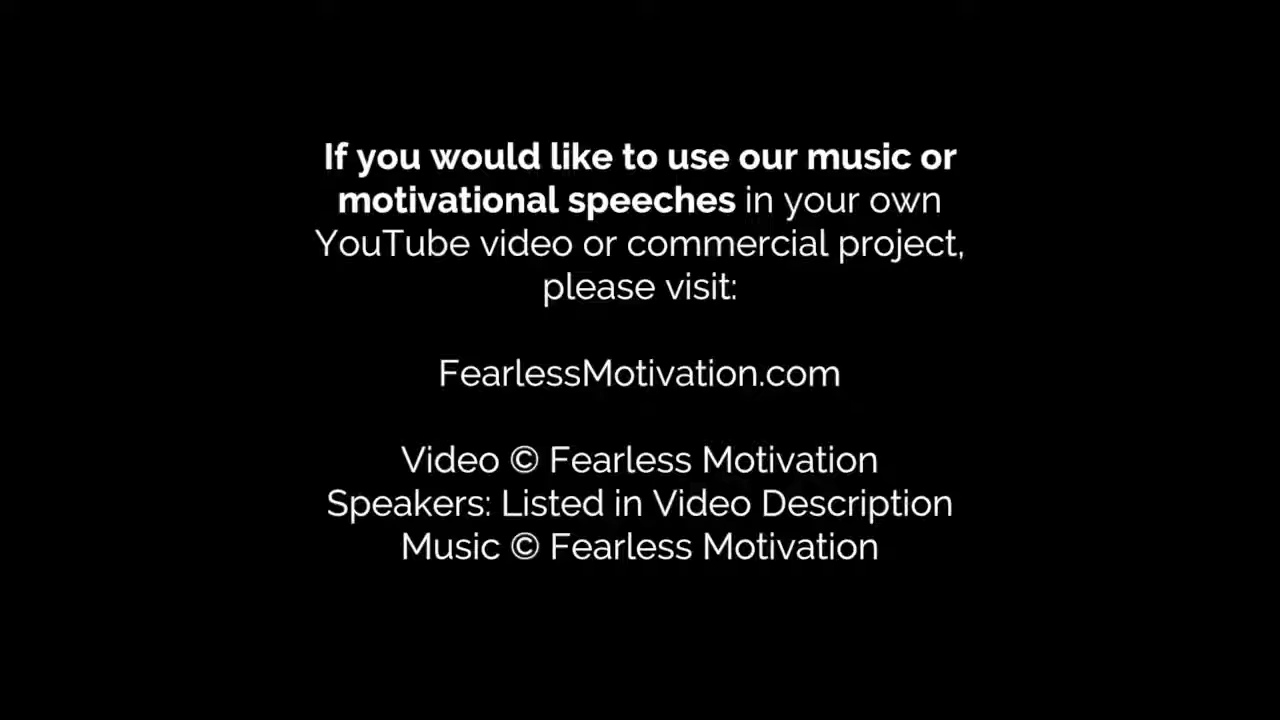 If you would like to use our music or
motivational speeches in your own
YouTube video or commercial project,
please visit:
FearlessMotivation.com
Video © Fearless Motivation
Speakers: Listed in Video Description
Music © Fearless Motivation